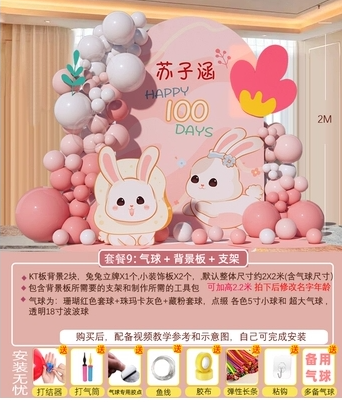 苏子涵
HAPPY
100
DAYS
2M
套餐9: 气球 + 背景板 + 支架
• KT板背景2块，兔兔立牌X1个,小装饰板X2个，默认整体尺寸约2X2米(含气球尺寸)
• 包含背景板所需要的支架和制作所需的工具包 可加高2.2米 拍下后修改名字年龄
• 气球为：珊瑚红色套球+珠玛卡灰色+藏粉套球，点缀 各色5寸小球和 超大气球，
透明18寸波波球
购买后，配备视频教学参考和示意图，自己可完成安装
安装无忧
送 送 送 送 送 送 送 送
打结器 打气筒 气球专用胶点 鱼线 胶布 弹性长条 粘钩 备用气球 多备气球